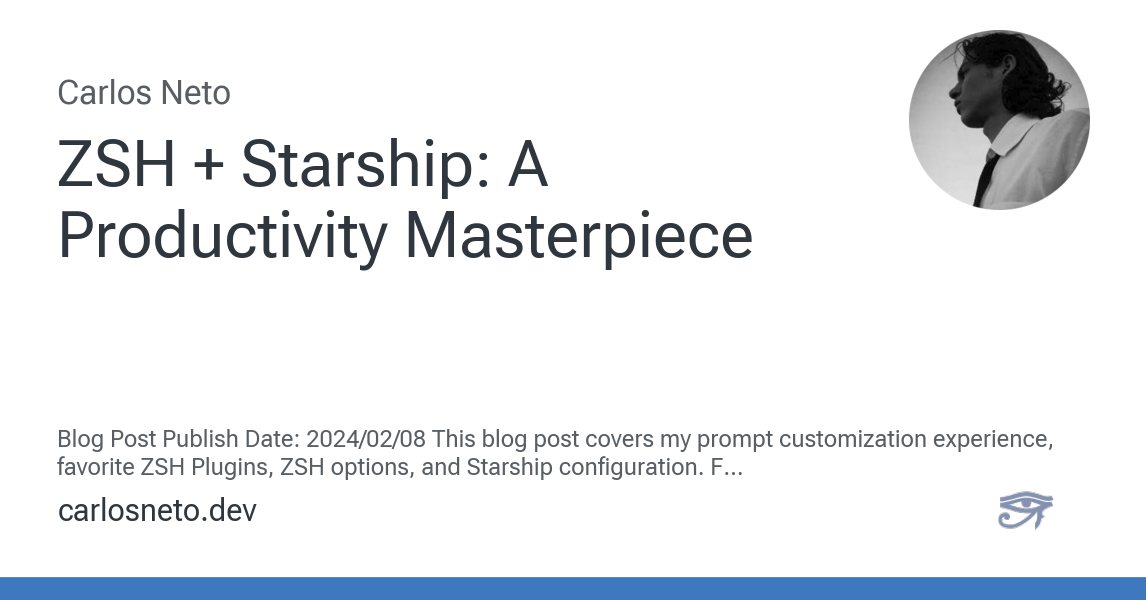 Carlos Neto
ZSH + Starship: A
Productivity Masterpiece
Blog Post Publish Date: 2024/02/08 This blog post covers my prompt customization experience,
favorite ZSH Plugins, ZSH options, and Starship configuration. F...
carlosneto.dev